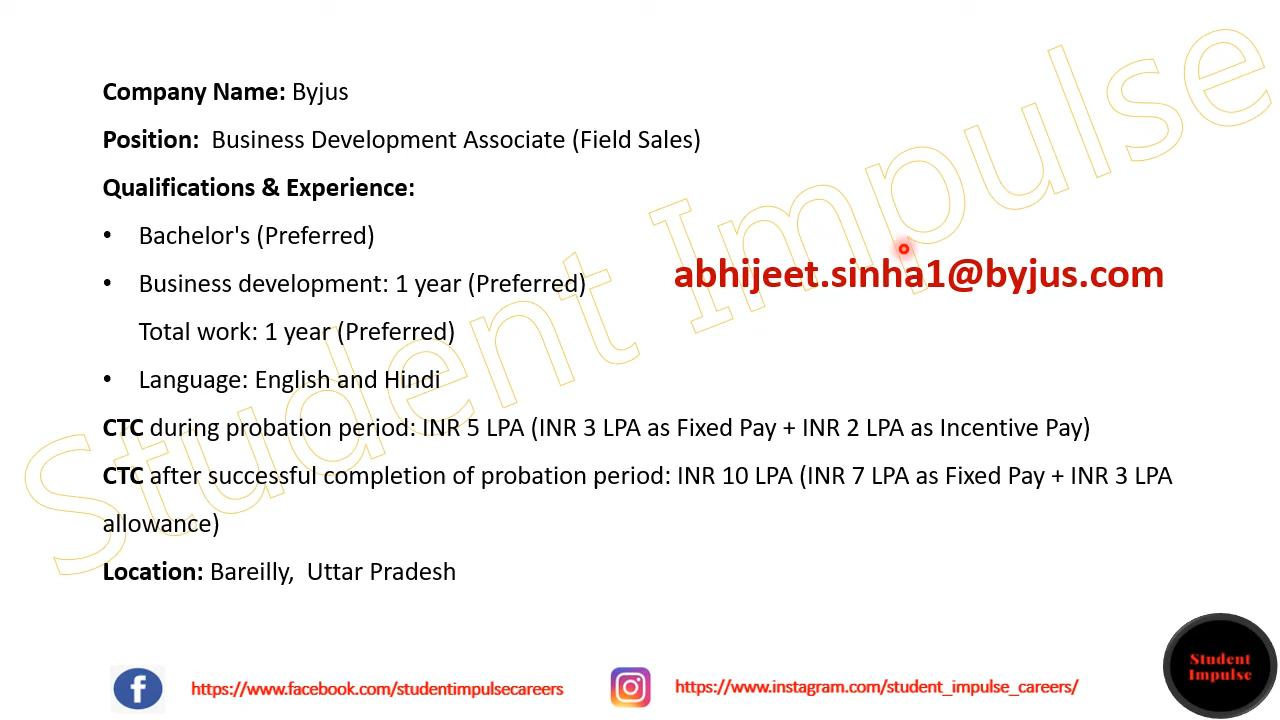 Company Name: Byjus
Position: Business Development Associate (Field Sales)
Qualifications & Experience:
• Bachelor's (Preferred)
• Business development: 1 year (Preferred)
Total work: 1 year (Preferred)
• Language: English and Hindi
abhijeet.sinha1@byjus.com
CTC during probation period: INR 5 LPA (INR 3 LPA as Fixed Pay + INR 2 LPA as Incentive Pay)
CTC after successful completion of probation period: INR 10 LPA (INR 7 LPA as Fixed Pay + INR 3 LPA
allowance)
Location: Bareilly, Uttar Pradesh
Student Impulse
https://www.facebook.com/studentimpulsecareers
https://www.instagram.com/student_impulse_careers/
Student
Impulse